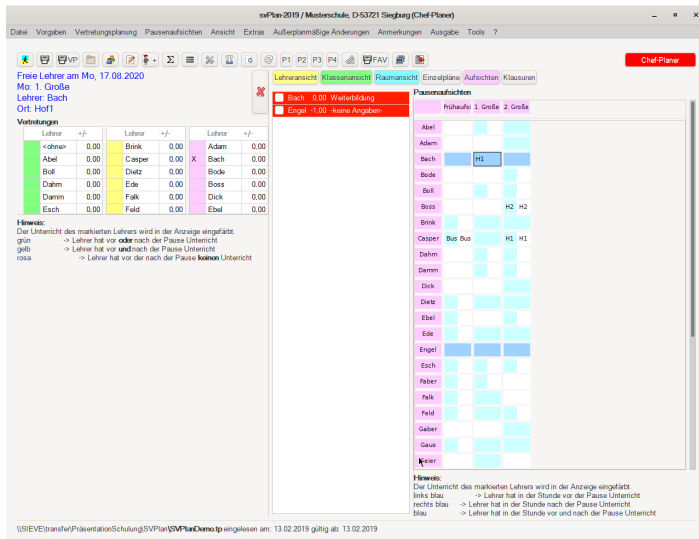 svPlan-2019 / Musterschule, D-53721 Siegburg (Chef-Planer)
Datei Vorgaben Vertretungsplanung Pausenaufsichten Ansicht Extras Außerplanmäßige Änderungen Anmerkungen Ausgabe Tools ?
VP Σ G P1 P2 P3 P4 FAV Chef-Planer
Freie Lehrer am Mo, 17.08.2020
Mo: 1. Große
Lehrer: Bach
Ort: Hof1
Vertretungen
Lehrer +/- Lehrer +/- Lehrer +/-
<ohne> 0,00 Brink 0,00 Adam 0,00
Abel 0,00 Casper 0,00 X Bach 0,00
Boll 0,00 Dietz 0,00 Bode 0,00
Dahm 0,00 Ede 0,00 Boss 0,00
Damm 0,00 Falk 0,00 Dick 0,00
Esch 0,00 Feld 0,00 Ebel 0,00
Hinweis:
Der Unterricht des markierten Lehrers wird in der Anzeige eingefärbt.
grün -> Lehrer hat vor oder nach der Pause Unterricht
gelb -> Lehrer hat vor und nach der Pause Unterricht
rosa -> Lehrer hat vor der nach der Pause keinen Unterricht
Lehreransicht Klassenansicht Raumansicht Einzelpläne Aufsichten Klausuren
Bach 0,00 Weiterbildung
Engel -1.00 -keine Angaben-
Pausenaufsichten
Frühaufsi 1. Große 2. Große
Abel
Adam
Bach H1
Bode
Boll
Boss H2 H2
Brink
Casper Bus Bus H1 H1
Dahm
Damm
Dick
Dietz
Ebel
Ede
Engel
Esch
Faber
Falk
Feld
Gaber
Gaus
Geier
Hinweis:
Der Unterricht des markierten Lehrers wird in der Anzeige eingefärbt.
links blau -> Lehrer hat in der Stunde vor der Pause Unterricht
rechts blau -> Lehrer hat in der Stunde nach der Pause Unterricht
blau -> Lehrer hat in der Stunde vor und nach der Pause Unterricht
\\SIEVE\transfer\PräsentationSchulung\SVPlan\SVPlanDemo.tp eingelesen am: 13.02.2019 gültig ab: 13.02.2019